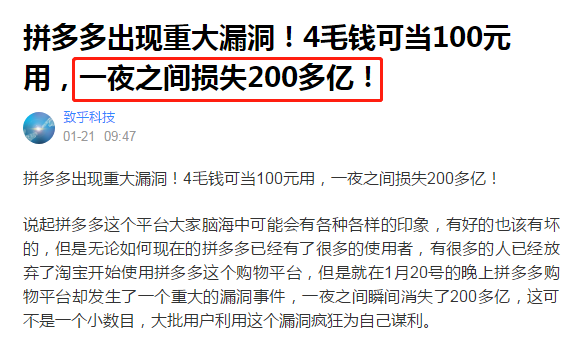 拼多多出现重大漏洞！4毛钱可当100元
用，一夜之间损失200多亿！
致乎科技
01-21 09:47
拼多多出现重大漏洞！4毛钱可当100元用，一夜之间损失200多亿！
说起拼多多这个平台大家脑海中可能会有各种各样的印象，有好的也该有坏
的，但是无论如何现在的拼多多已经有了很多的使用者，有很多的人已经放
弃了淘宝开始使用拼多多这个购物平台，但是就在1月20号的晚上拼多多购
物平台却发生了一个重大的漏洞事件，一夜之间瞬间消失了200多亿，这可
不是一个小数目，大批用户利用这个漏洞疯狂为自己谋利。